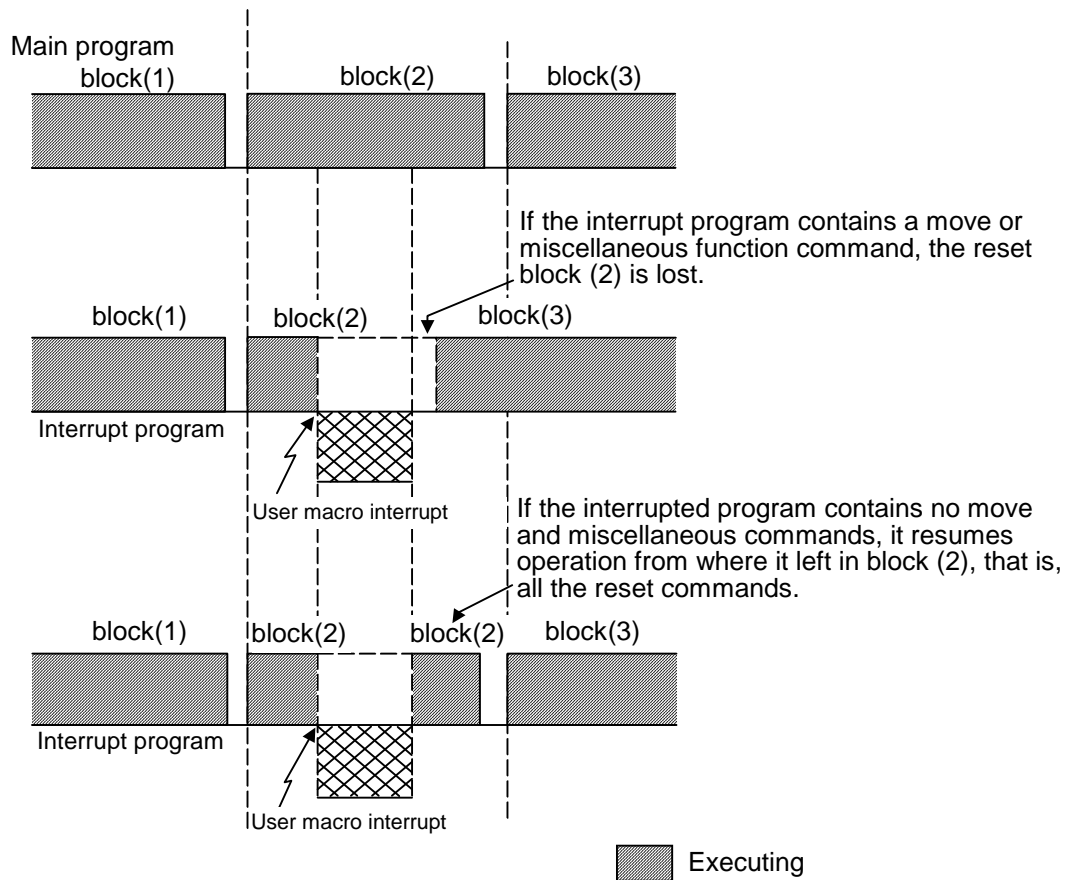 Main program
block(1)
block(2)
block(3)
If the interrupt program contains a move or
miscellaneous function command, the reset
block (2) is lost.
block(1)
block(2)
block(3)
Interrupt program
User macro interrupt
If the interrupted program contains no move
and miscellaneous commands, it resumes
operation from where it left in block (2), that is,
all the reset commands.
block(1)
block(2)
block(2)
block(3)
Interrupt program
User macro interrupt
Executing